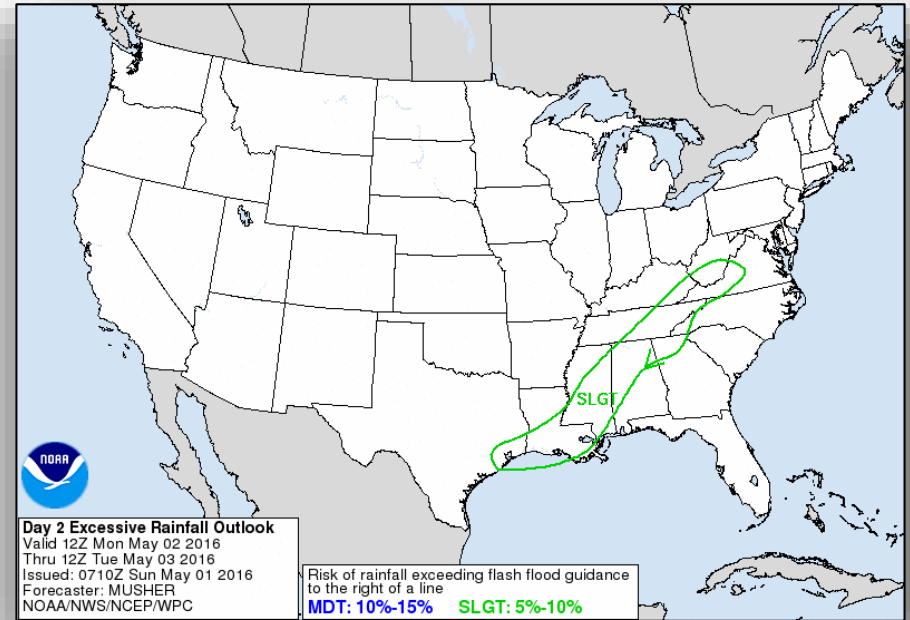 SLGT
NOAA
Day 2 Excessive Rainfall Outlook
Valid 12Z Mon May 02 2016
Thru 12Z Tue May 03 2016
Issued: 0710Z Sun May 01 2016
Forecaster: MUSHER
NOAA/NWS/NCEP/WPC
Risk of rainfall exceeding flash flood guidance
to the right of a line
MDT: 10%-15% SLGT: 5%-10%